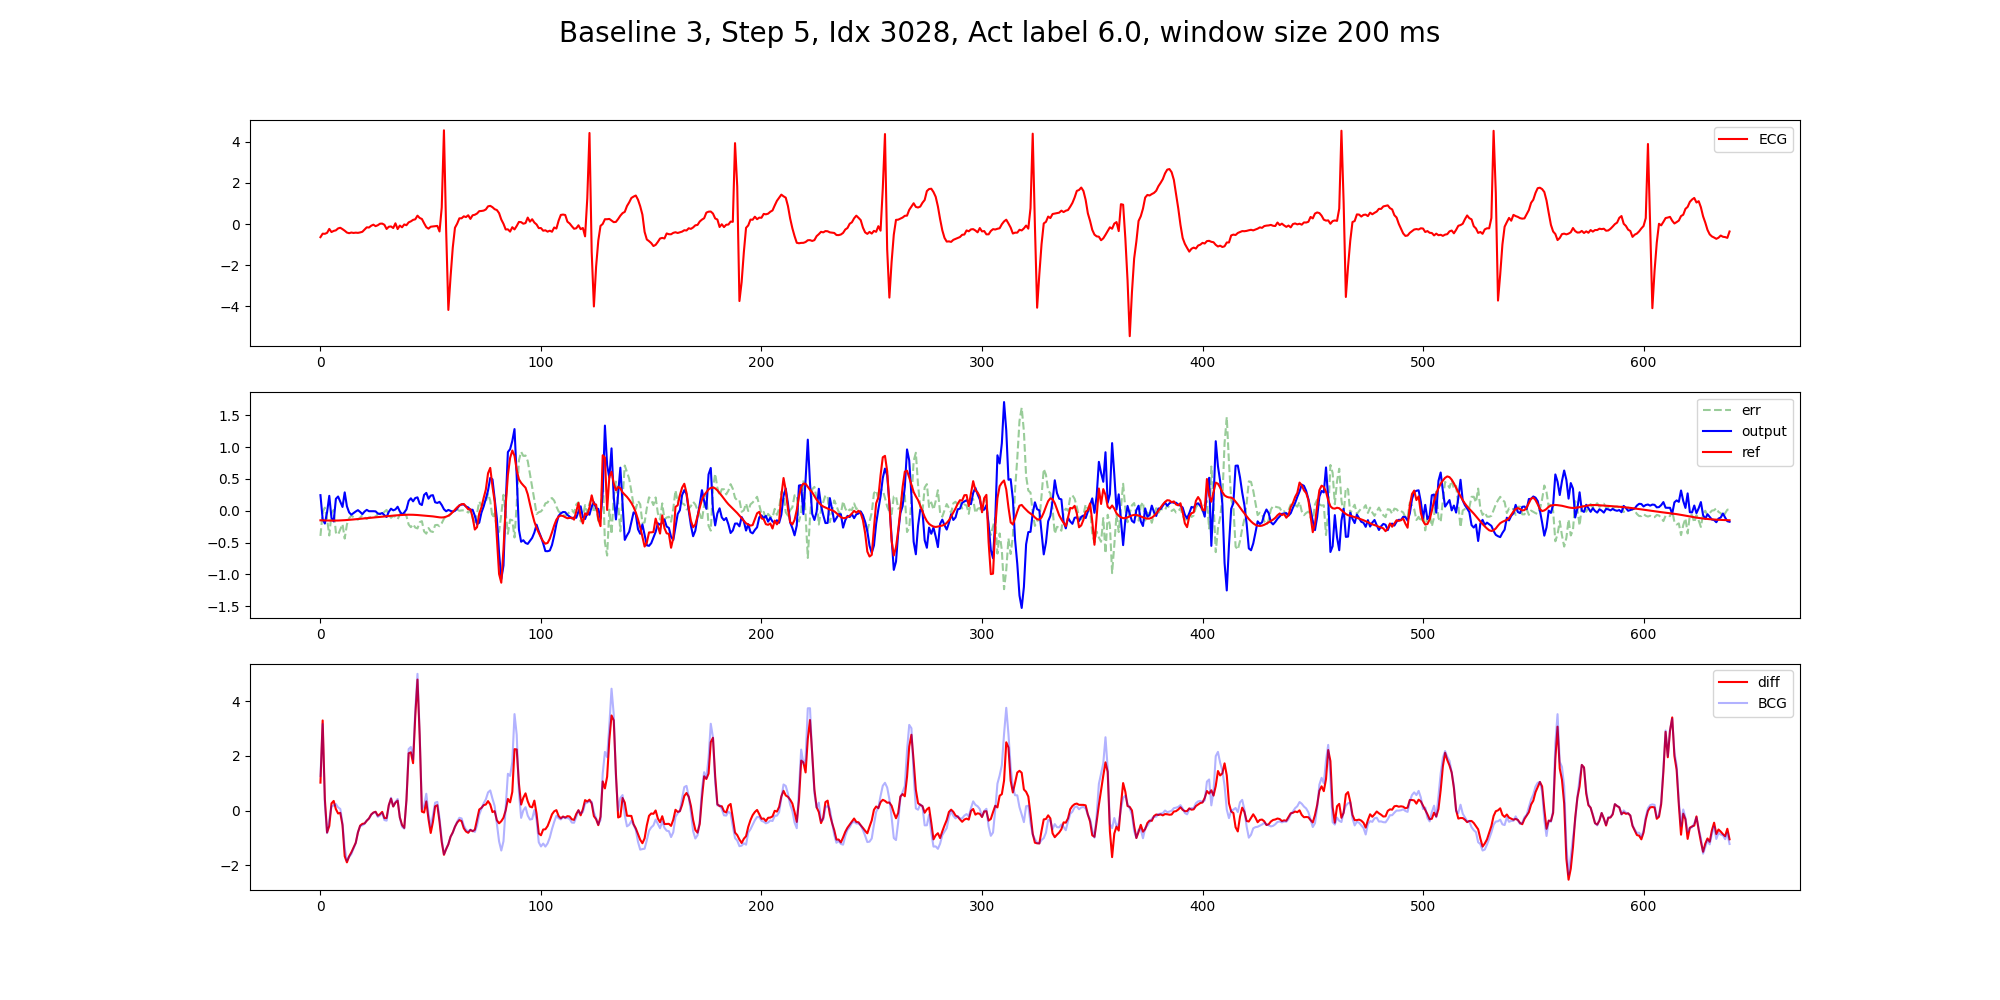 Baseline 3, Step 5, Idx 3028, Act label 6.0, window size 200 ms
ECG
4
2
0
−2
−4
0 100 200 300 400 500 600
err
output
ref
1.5
1.0
0.5
0.0
−0.5
−1.0
−1.5
0 100 200 300 400 500 600
diff
BCG
4
2
0
−2
0 100 200 300 400 500 600